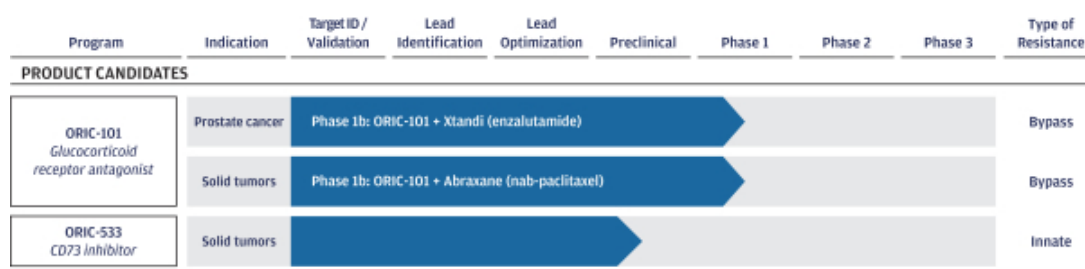 Program
Indication
Target ID /
Validation
Lead
Identification
Lead
Optimization
Preclinical
Phase 1
Phase 2
Phase 3
Type of
Resistance
PRODUCT CANDIDATES
ORIC-101
Glucocorticoid
receptor antagonist
Prostate cancer
Phase 1b: ORIC-101 + Xtandi (enzalutamide)
Bypass
Solid tumors
Phase 1b: ORIC-101 + Abraxane (nab-paclitaxel)
Bypass
ORIC-533
CD73 inhibitor
Solid tumors
Innate